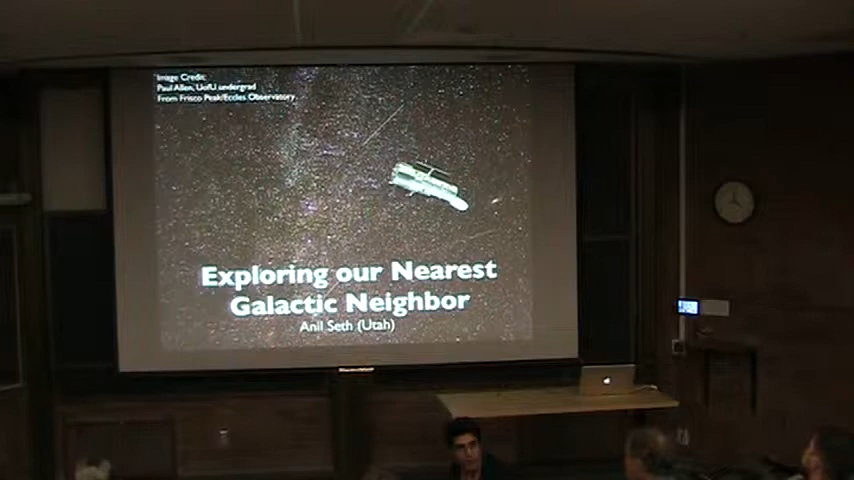 Image Credit:
Paul Allen, UofU undergrad
From Frisco Peak/Eccles Observatory
Exploring our Nearest
Galactic Neighbor
Anil Seth (Utah)